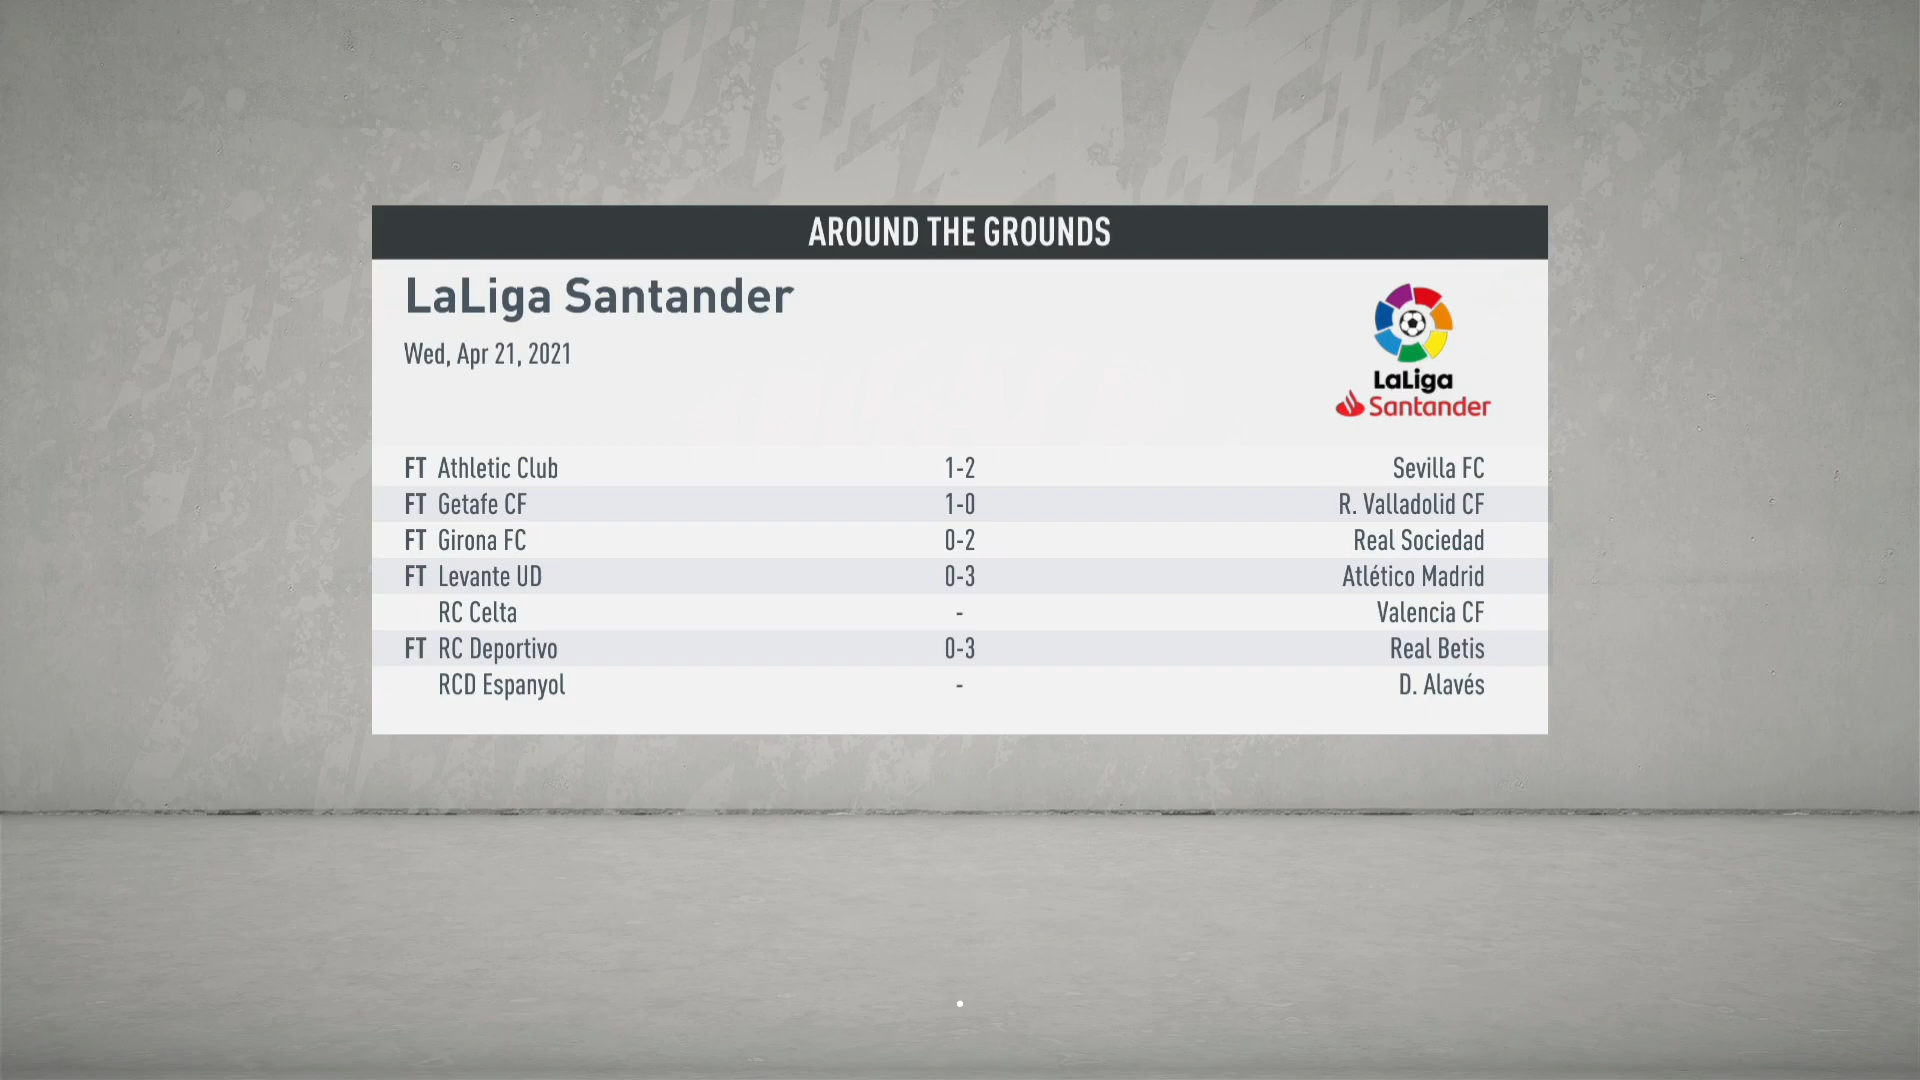 AROUND THE GROUNDS
LaLiga Santander
Wed, Apr 21, 2021
LaLiga
Santander
FT Athletic Club 1-2 Sevilla FC
FT Getafe CF 1-0 R. Valladolid CF
FT Girona FC 0-2 Real Sociedad
FT Levante UD 0-3 Atlético Madrid
RC Celta - Valencia CF
FT RC Deportivo 0-3 Real Betis
RCD Espanyol - D. Alavés